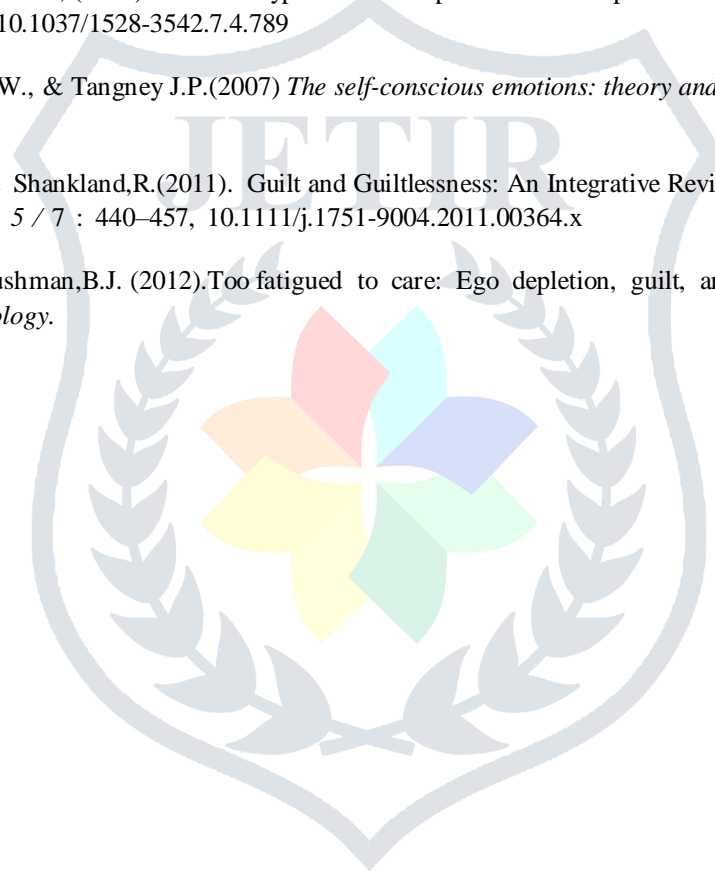 10.1037/1528-3542.7.4.789
W., & Tangney J.P.(2007) The self-conscious emotions: theory and
JETIR
Shankland,R.(2011). Guilt and Guiltlessness: An Integrative Revi
5 / 7 : 440–457, 10.1111/j.1751-9004.2011.00364.x
ushman,B.J. (2012).Too fatigued to care: Ego depletion, guilt, an
ology.